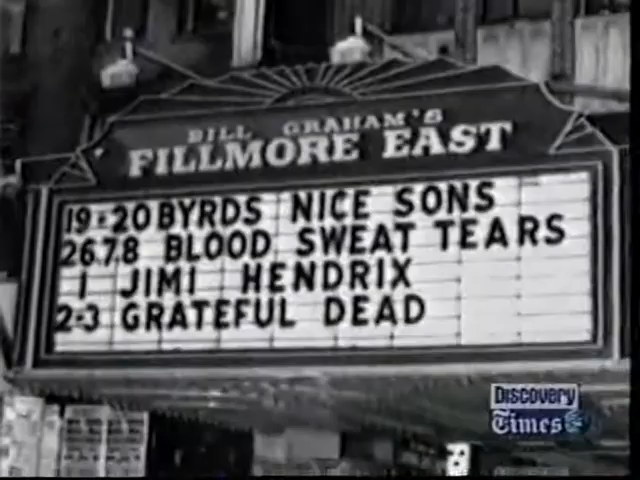 BILL GRAHAM'S
FILLMORE EAST
19-20 BYRDS NICE SONS
26.7.8 BLOOD SWEAT TEARS
1 JIMI HENDRIX
2-3 GRATEFUL DEAD
DISCOVERY
Times